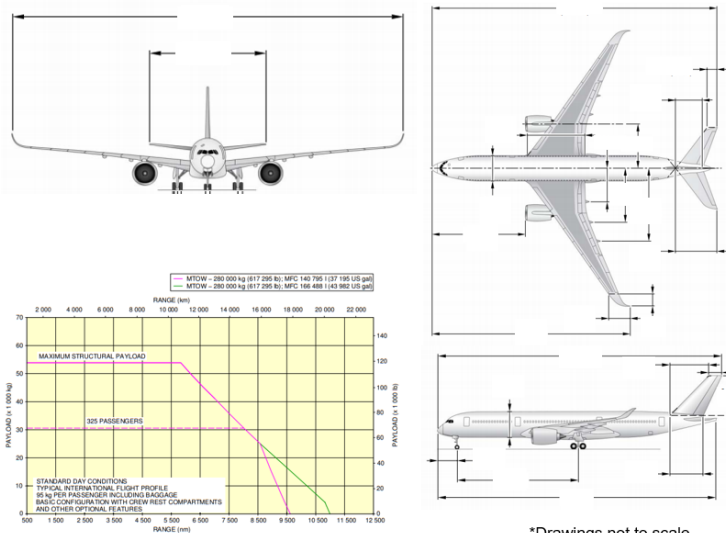 MTOW – 280 000 kg (617 295 lb); MFC 140 795 l (37 195 US gal)
MTOW – 280 000 kg (617 295 lb); MFC 166 488 l (43 982 US gal)
RANGE (km)
2 000 4 000 6 000 8 000 10 000 12 000 14 000 16 000 18 000 20 000 22 000
70
140
60
MAXIMUM STRUCTURAL PAYLOAD
120
50
100
40
80
325 PASSENGERS
30
60
20
40
10
20
0
0
PAYLOAD (x 1 000 kg)
PAYLOAD (x 1 000 lb)
STANDARD DAY CONDITIONS
TYPICAL INTERNATIONAL FLIGHT PROFILE
95 kg PER PASSENGER INCLUDING BAGGAGE
BASIC CONFIGURATION WITH CREW REST COMPARTMENTS
AND OTHER OPTIONAL FEATURES
500 1 500 2 500 3 500 4 500 5 500 6 500 7 500 8 500 9 500 10 500 11 500 12 500
RANGE (nm)
*Drawings not to scale